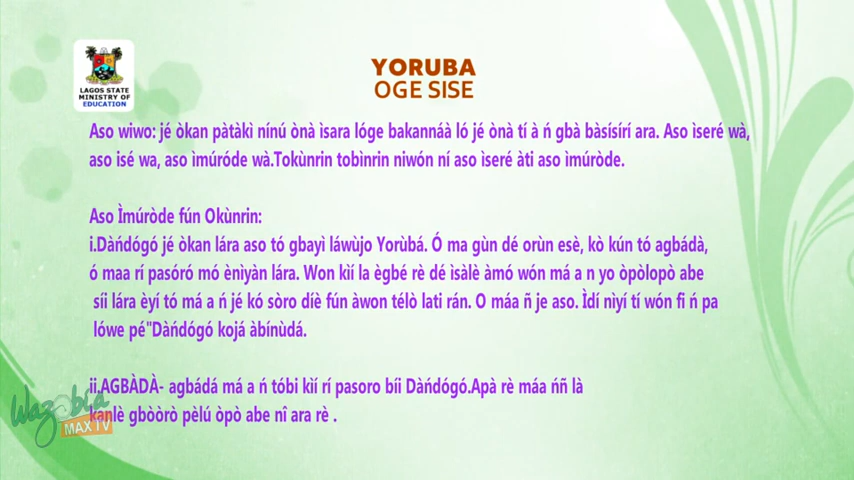 LAGOS STATE
MINISTRY OF
EDUCATION
YORUBA
OGE SISE
Aso wiwo: jé òkan pàtàkì nínú ònà ìsara lóge bakannáà ló jé ònà tí à ń gbà bàsísírí ara. Aso ìseré wà,
aso isé wa, aso ìmúróde wà.Tokùnrin tobìnrin niwón ní aso ìseré àti aso ìmúròde.
Aso Ìmúròde fún Okùnrin:
i.Dàńdógó jé òkan lára aso tó gbayì láwùjo Yorùbá. Ó ma gùn dé orùn esè, kò kún tó agbádà,
ó maa rí pasóró mó ènìyàn lára. Won kìí la ègbé rè dé ìsàlè àmó wón má a n yo òpòlopò abe
síi lára èyí tó má a ń jé kó sòro díè fún àwon télò lati rán. O máa ñ je aso. Ìdí nìyí tí wón fi ń pa
lówe pé"Dàńdógó kojá àbínùdá.
ii.AGBÀDÀ- agbádá má a ń tóbi kìí rí pasoro bíi Dàńdógó.Apà rè máa ńñ là
kanlè gbòòrò pèlú òpò abe nî ara rè .
Wazobia
MAX TV